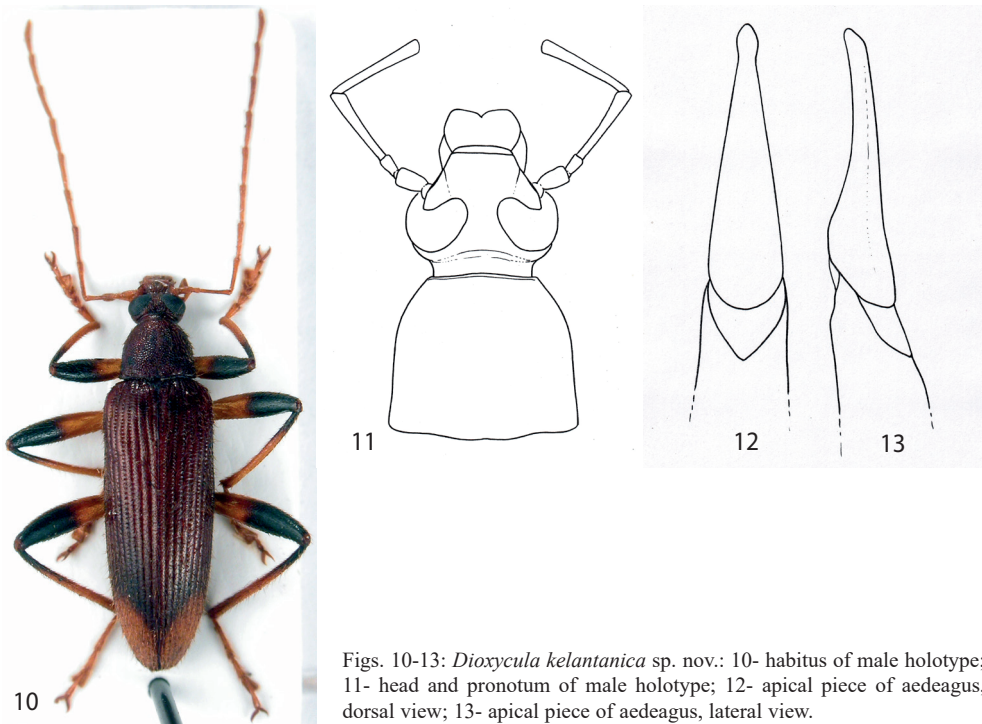 10
11
12
13
Figs. 10-13: Dioxycula kelantanica sp. nov.: 10- habitus of male holotype;
11- head and pronotum of male holotype; 12- apical piece of aedeagus,
dorsal view; 13- apical piece of aedeagus, lateral view.